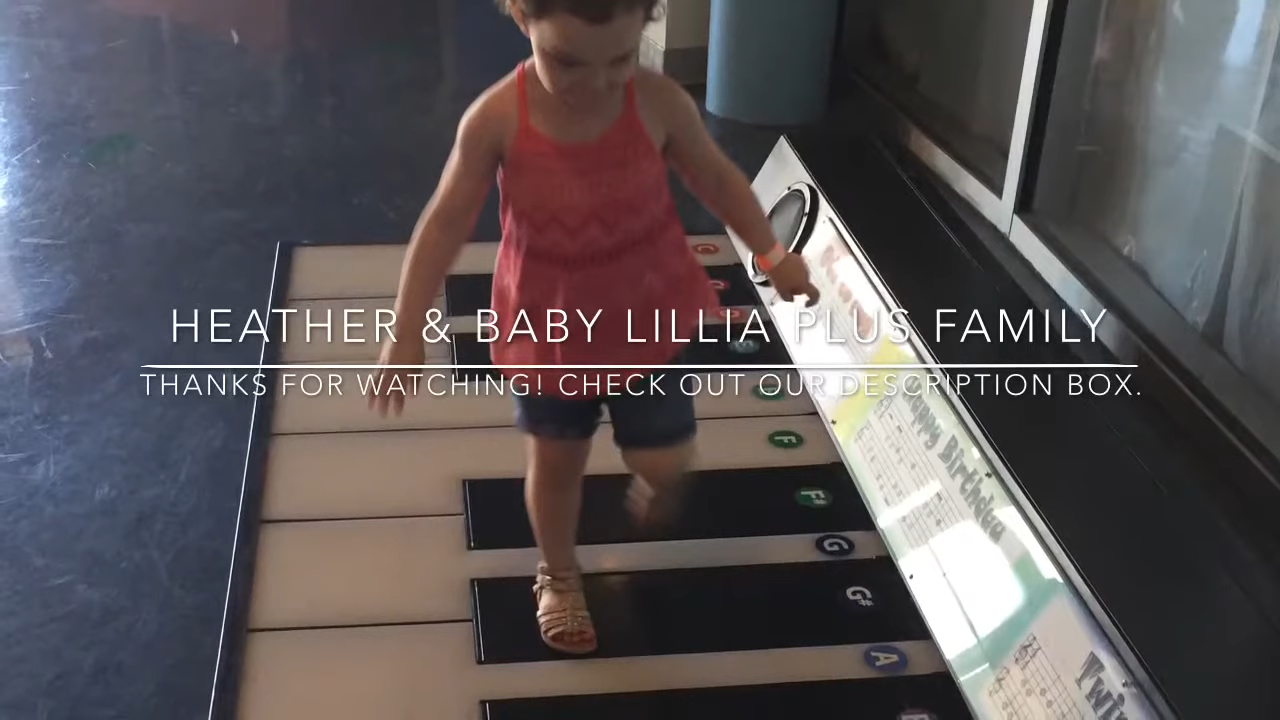 HEATHER & BABY LILLIA PLUS FAMILY
THANKS FOR WATCHING! CHECK OUT OUR DESCRIPTION BOX.
C
F
F#
G
G#
A
Happy Birthday